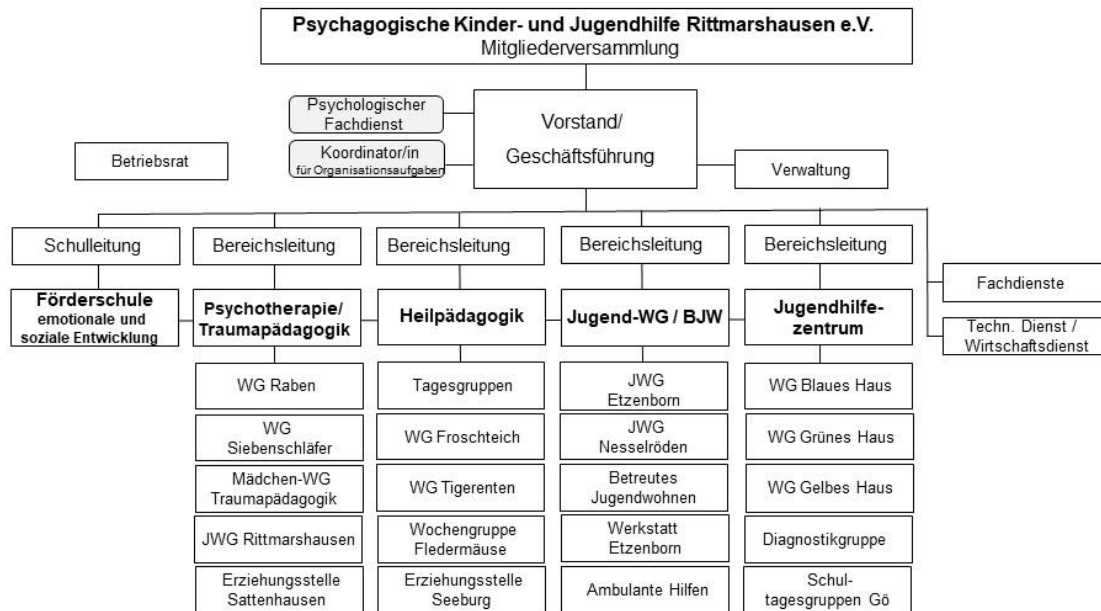 Psychagogische Kinder- und Jugendhilfe Rittmarshausen e.V.
Mitgliederversammlung
Psychologischer
Fachdienst
Vorstand/
Geschäftsführung
Betriebsrat
Koordinator/in
für Organisationsaufgaben
Verwaltung
Schulleitung
Bereichsleitung
Bereichsleitung
Bereichsleitung
Bereichsleitung
Fachdienste
Techn. Dienst /
Wirtschaftsdienst
Förderschule
emotionale und
soziale Entwicklung
Psychotherapie/
Traumapädagogik
Heilpädagogik
Jugend-WG / BJW
Jugendhilfe-
zentrum
WG Raben
Tagesgruppen
JWG
Etzenborn
WG Blaues Haus
WG
Siebenschläfer
WG Froschteich
JWG
Nesselröden
WG Grünes Haus
Mädchen-WG
Traumapädagogik
WG Tigerenten
Betreutes
Jugendwohnen
WG Gelbes Haus
JWG Rittmarshausen
Wochengruppe
Fledermäuse
Werkstatt
Etzenborn
Diagnostikgruppe
Erziehungsstelle
Sattenhausen
Erziehungsstelle
Seeburg
Ambulante Hilfen
Schul-
tagesgruppen Gö